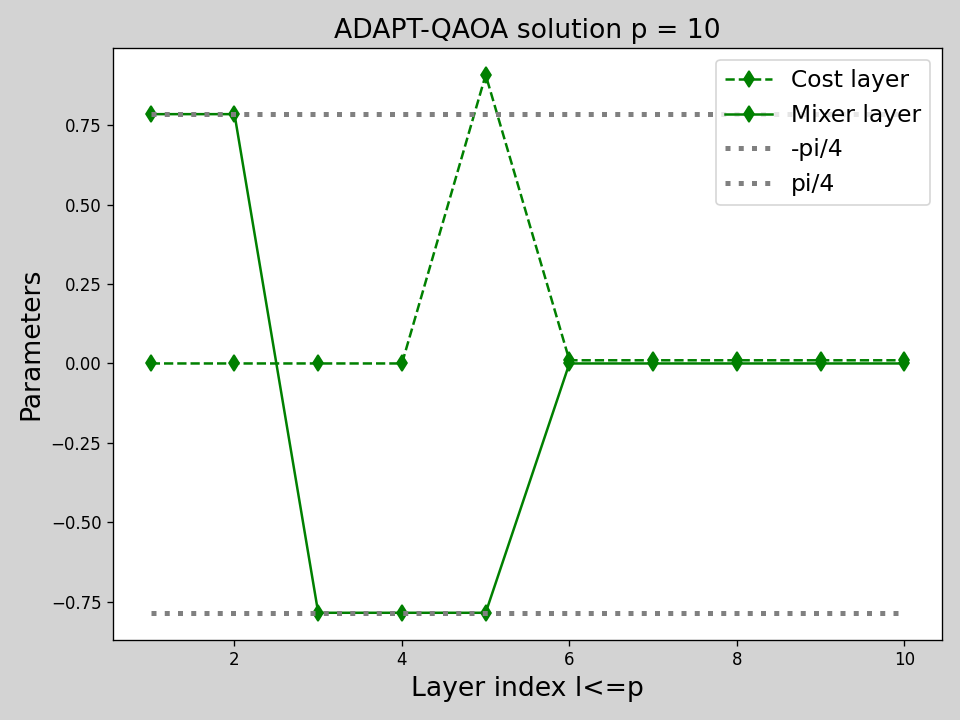 ADAPT-QAOA solution p = 10
Cost layer
Mixer layer
-pi/4
pi/4
0.75
0.50
0.25
0.00
−0.25
−0.50
−0.75
Parameters
2 4 6 8 10
Layer index l<=p